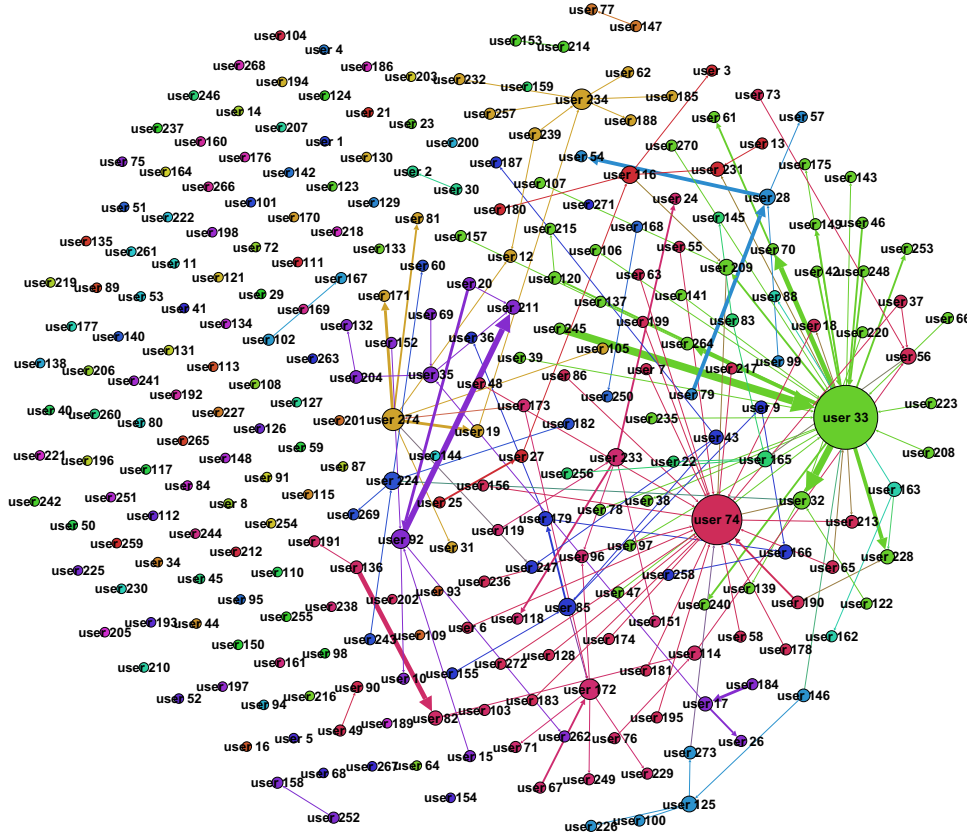 user 77
user 147
user 104
user 4
user 153
user 214
user 268
user 186
user 194
user 203
user 232
user 159
user 62
user 3
user 73
user 246
user 124
user 234
user 185
user 14
user 21
user 257
user 188
user 61
user 57
user 237
user 207
user 23
user 239
user 270
user 13
user 160
user 1
user 200
user 187
user 54
user 75
user 176
user 130
user 2
user 116
user 231
user 175
user 143
user 164
user 142
user 30
user 107
user 24
user 28
user 266
user 123
user 180
user 271
user 51
user 101
user 129
user 145
user 222
user 170
user 81
user 215
user 168
user 149
user 46
user 135
user 198
user 218
user 157
user 106
user 55
user 70
user 253
user 261
user 72
user 133
user 12
user 11
user 111
user 60
user 209
user 42
user 248
user 219
user 89
user 121
user 167
user 20
user 120
user 63
user 53
user 29
user 171
user 137
user 141
user 88
user 37
user 41
user 169
user 211
user 177
user 134
user 132
user 69
user 245
user 199
user 83
user 18
user 220
user 66
user 140
user 102
user 152
user 36
user 264
user 131
user 263
user 105
user 138
user 206
user 113
user 204
user 35
user 48
user 39
user 7
user 217
user 99
user 56
user 241
user 108
user 86
user 192
user 127
user 79
user 40
user 260
user 227
user 201
user 274
user 173
user 250
user 9
user 223
user 80
user 182
user 235
user 33
user 265
user 126
user 19
user 43
user 221
user 196
user 148
user 59
user 144
user 27
user 233
user 22
user 165
user 208
user 117
user 87
user 256
user 84
user 91
user 224
user 156
user 163
user 242
user 251
user 8
user 115
user 25
user 38
user 32
user 112
user 269
user 78
user 50
user 254
user 179
user 74
user 213
user 244
user 119
user 259
user 191
user 92
user 31
user 97
user 212
user 96
user 166
user 228
user 34
user 136
user 247
user 65
user 225
user 110
user 258
user 45
user 236
user 230
user 93
user 47
user 139
user 95
user 202
user 190
user 122
user 238
user 85
user 240
user 255
user 118
user 193
user 44
user 6
user 151
user 205
user 109
user 58
user 162
user 243
user 174
user 150
user 98
user 178
user 128
user 114
user 161
user 272
user 210
user 155
user 181
user 10
user 197
user 90
user 172
user 184
user 52
user 216
user 183
user 146
user 94
user 17
user 103
user 195
user 189
user 82
user 49
user 5
user 262
user 76
user 26
user 16
user 71
user 273
user 15
user 68
user 267
user 64
user 229
user 158
user 249
user 67
user 154
user 125
user 252
user 100
user 226